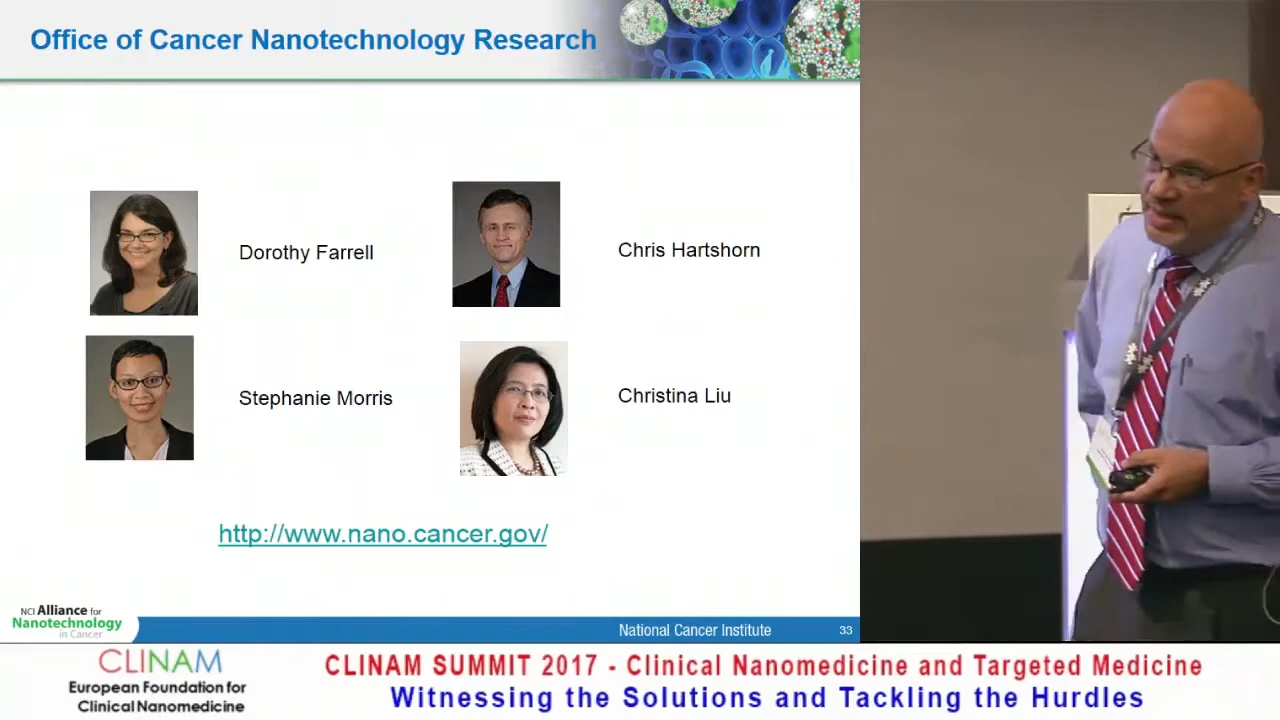 Office of Cancer Nanotechnology Research
Dorothy Farrell
Chris Hartshorn
Stephanie Morris
Christina Liu
http://www.nano.cancer.gov/
NCI Alliance for
Nanotechnology
in Cancer
National Cancer Institute
33
CLINAM
European Foundation for
Clinical Nanomedicine
CLINAM SUMMIT 2017 - Clinical Nanomedicine and Targeted Medicine
Witnessing the Solutions and Tackling the Hurdles